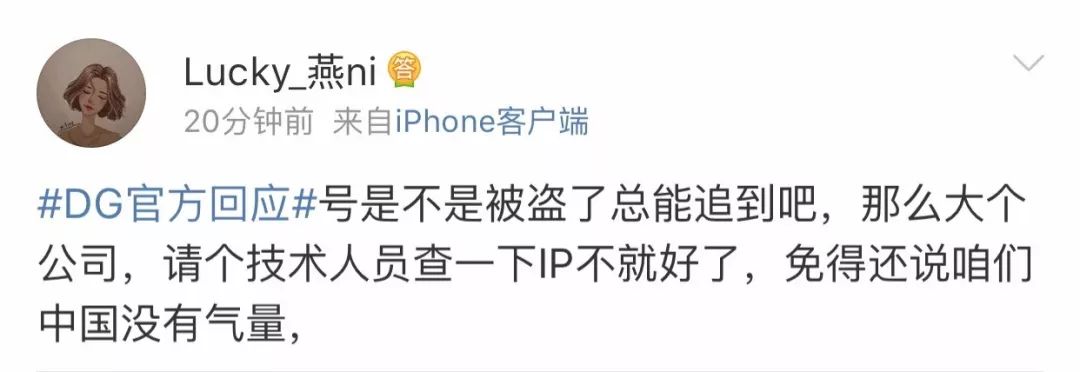 Lucky_燕ni 答
20分钟前 来自iPhone客户端
#DG官方回应#号是不是被盗了总能追到吧，那么大个
公司，请个技术人员查一下IP不就好了，免得还说咱们
中国没有气量，